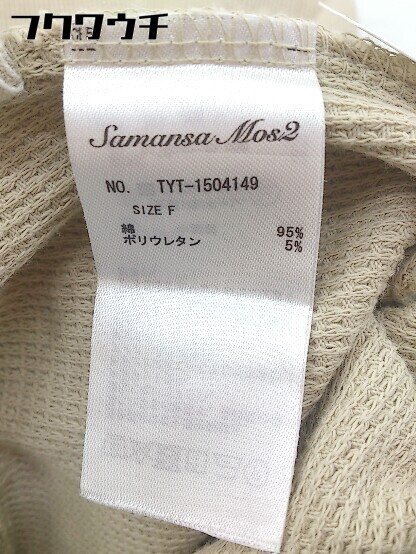 フクウクチ
Samansa Mos2
NO. TYT-1504149
SIZE F
綿 95%
ポリウレタン 5%